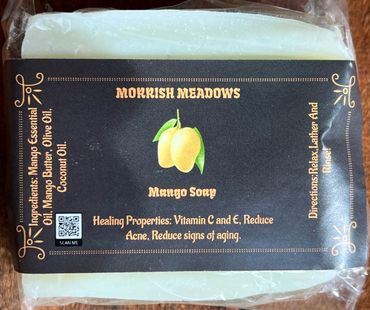 MORRISH MEADOWS
Mango Soap
Healing Properties: Vitamin C and E, Reduce
Acne, Reduce signs of aging.
Ingredients: Mango Essential
Oil, Mango Butter, Olive Oil,
Coconut Oil.
SCAN ME
Directions:Relax,Lather And
Rinse!